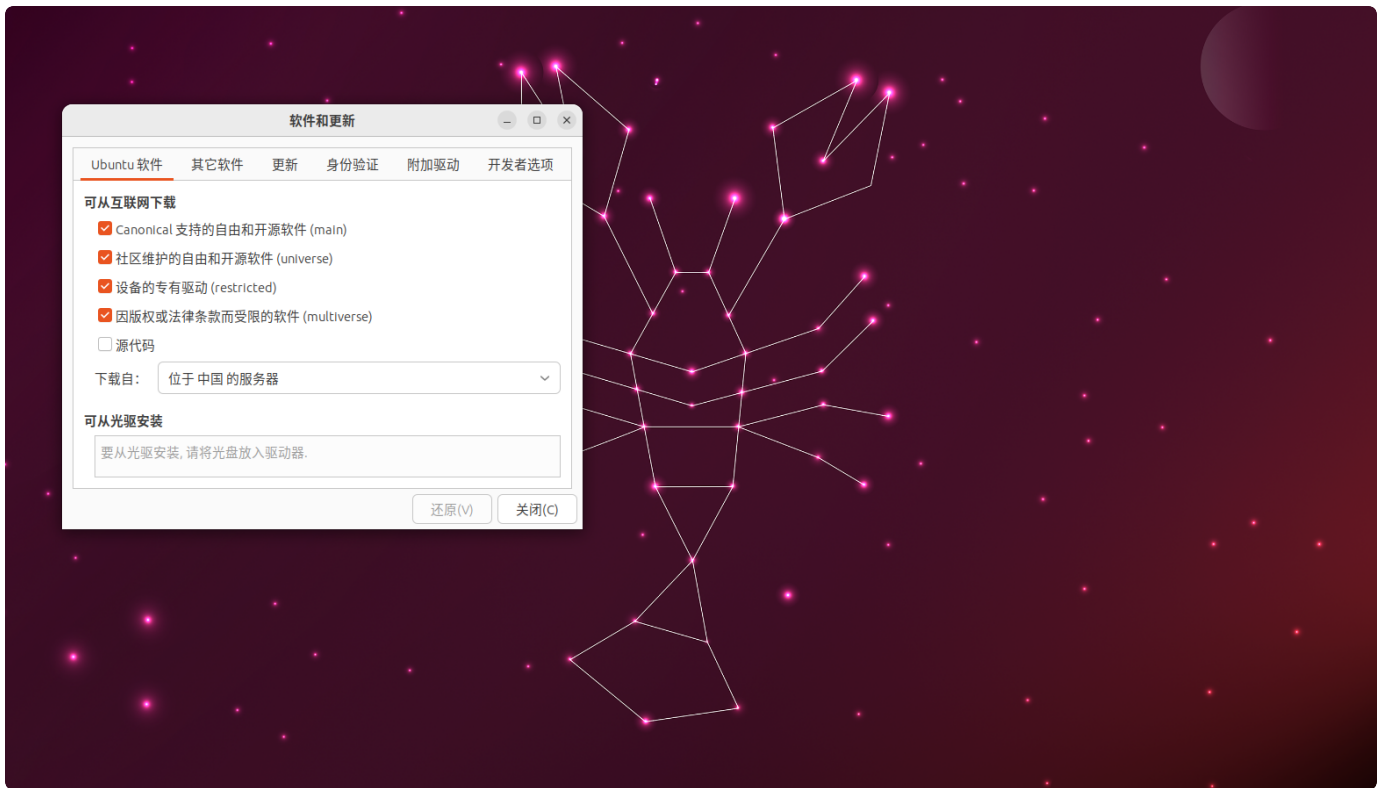 软件和更新
Ubuntu 软件 其它软件 更新 身份验证 附加驱动 开发者选项
可从互联网下载
Canonical 支持的自由和开源软件 (main)
社区维护的自由和开源软件 (universe)
设备的专有驱动 (restricted)
因版权或法律条款而受限的软件 (multiverse)
源代码
下载自： 位于 中国 的服务器
可从光驱安装
要从光驱安装, 请将光盘放入驱动器.
还原(V) 关闭(C)